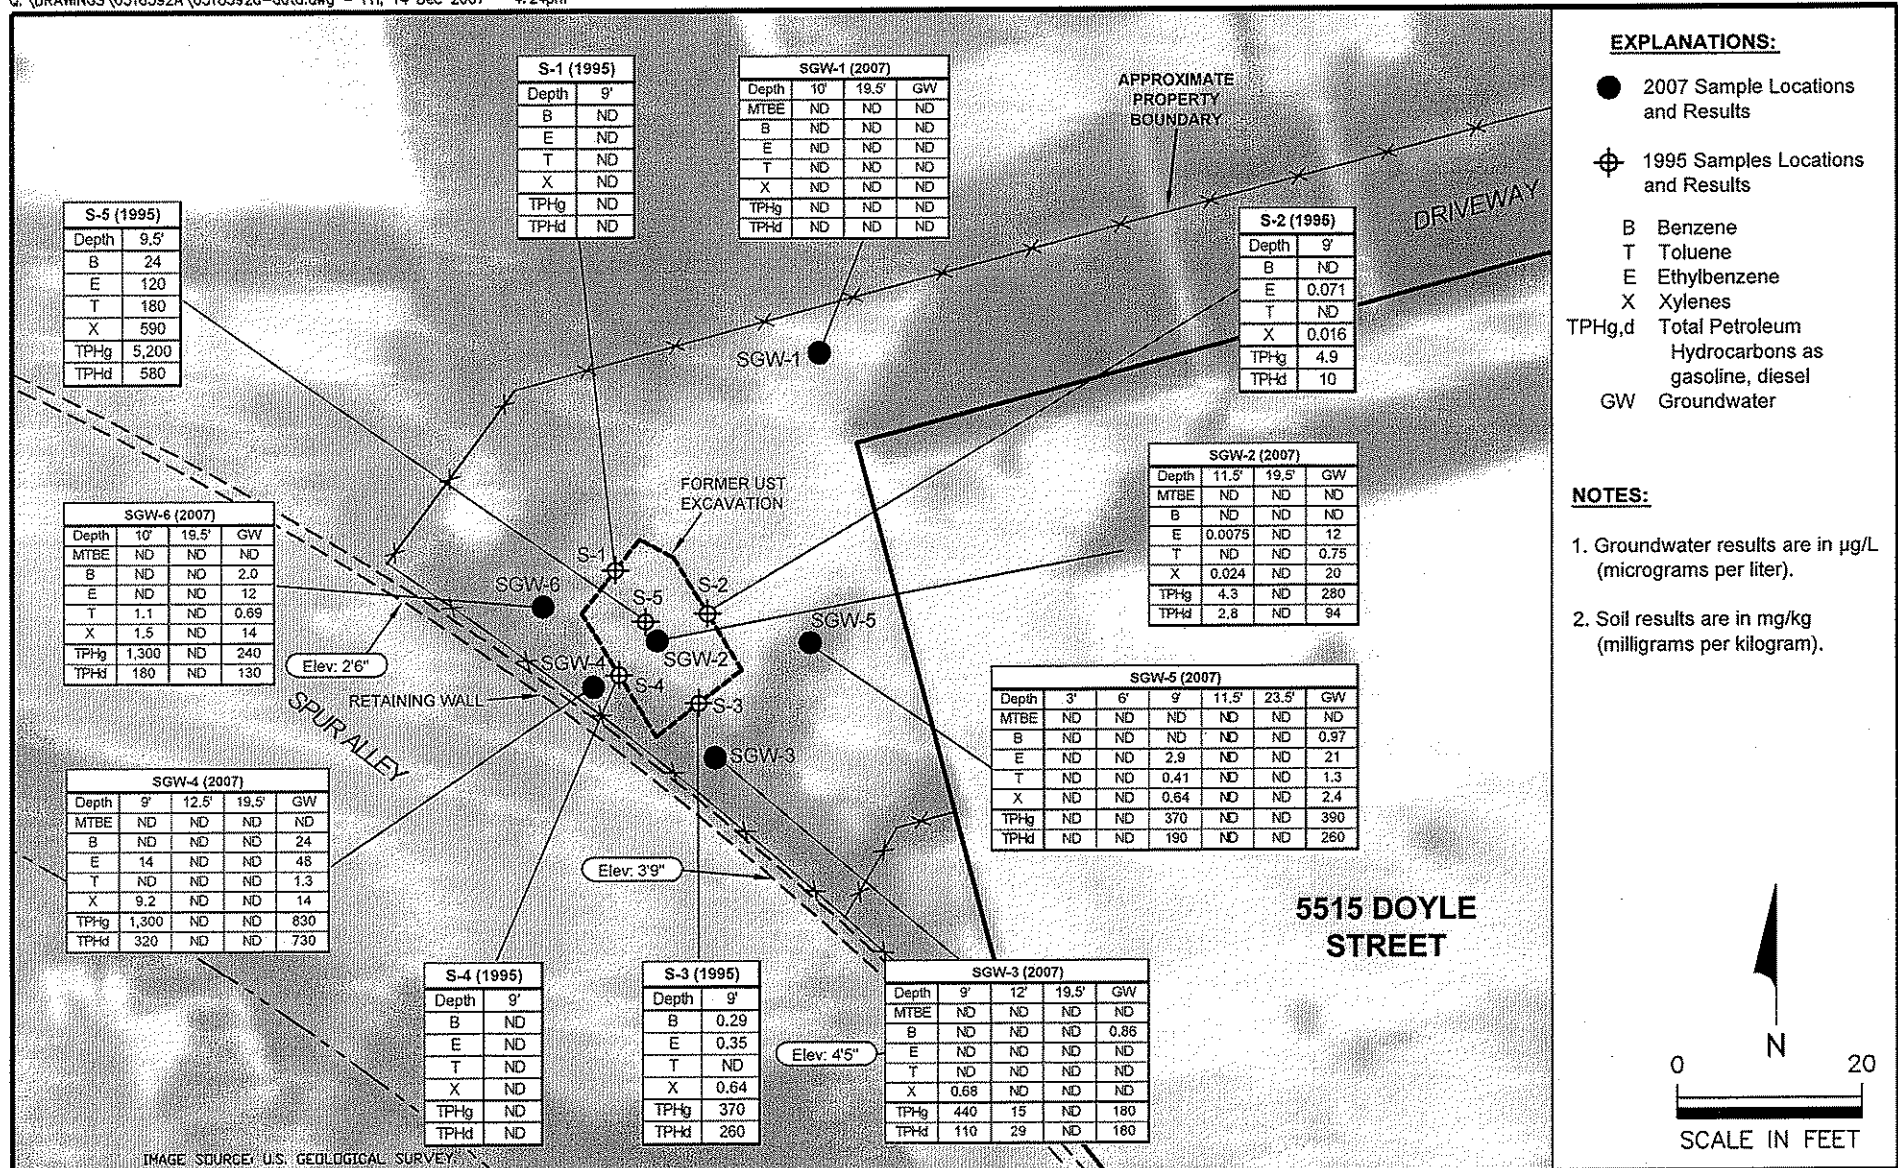 G:\DRAWINGS\0318392A\0318392a-data.dwg - Fri, 14 Dec 2007 - 4:24pm
S-1 (1995)
Depth 9'
B ND
E ND
T ND
X ND
TPHg ND
TPHd ND
SGW-1 (2007)
Depth 10' 19.5' GW
MTBE ND ND ND
B ND ND ND
E ND ND ND
T ND ND ND
X ND ND ND
TPHg ND ND ND
TPHd ND ND ND
APPROXIMATE
PROPERTY
BOUNDARY
DRIVEWAY
S-5 (1995)
Depth 9.5'
B 24
E 120
T 180
X 590
TPHg 5,200
TPHd 580
S-2 (1995)
Depth 9'
B ND
E 0.071
T ND
X 0.016
TPHg 4.9
TPHd 10
SGW-1
FORMER UST
EXCAVATION
SGW-2 (2007)
Depth 11.5' 19.5' GW
MTBE ND ND ND
B ND ND ND
E 0.0075 ND 12
T ND ND 0.75
X 0.024 ND 20
TPHg 4.3 ND 280
TPHd 2.8 ND 94
SGW-6 (2007)
Depth 10' 19.5' GW
MTBE ND ND ND
B ND ND 2.0
E ND ND 12
T 1.1 ND 0.69
X 1.5 ND 14
TPHg 1,300 ND 240
TPHd 180 ND 130
S-1
SGW-6
S-2
S-5
SGW-5
SGW-2
SGW-4
S-4
S-3
SGW-3
Elev: 2'6"
RETAINING WALL
SPUR ALLEY
SGW-5 (2007)
Depth 3' 6' 9' 11.5' 23.5' GW
MTBE ND ND ND ND ND ND
B ND ND ND ND ND 0.97
E ND ND 2.9 ND ND 21
T ND ND 0.41 ND ND 1.3
X ND ND 0.64 ND ND 2.4
TPHg ND ND 370 ND ND 390
TPHd ND ND 190 ND ND 260
SGW-4 (2007)
Depth 9' 12.5' 19.5' GW
MTBE ND ND ND ND
B ND ND ND 24
E 14 ND ND 48
T ND ND ND 1.3
X 9.2 ND ND 14
TPHg 1,300 ND ND 830
TPHd 320 ND ND 730
Elev: 3'9"
5515 DOYLE
STREET
S-4 (1995)
Depth 9'
B ND
E ND
T ND
X ND
TPHg ND
TPHd ND
S-3 (1995)
Depth 9'
B 0.29
E 0.35
T ND
X 0.64
TPHg 370
TPHd 260
Elev: 4'5"
SGW-3 (2007)
Depth 9' 12' 19.5' GW
MTBE ND ND ND ND
B ND ND ND 0.86
E ND ND ND ND
T ND ND ND ND
X 0.68 ND ND ND
TPHg 440 15 ND 180
TPHd 110 29 ND 180
IMAGE SOURCE: U.S. GEOLOGICAL SURVEY
EXPLANATIONS:
2007 Sample Locations
and Results
1995 Samples Locations
and Results
B Benzene
T Toluene
E Ethylbenzene
X Xylenes
TPHg,d Total Petroleum
Hydrocarbons as
gasoline, diesel
GW Groundwater
NOTES:
1. Groundwater results are in µg/L
(micrograms per liter).
2. Soil results are in mg/kg
(milligrams per kilogram).
N
0 20
SCALE IN FEET